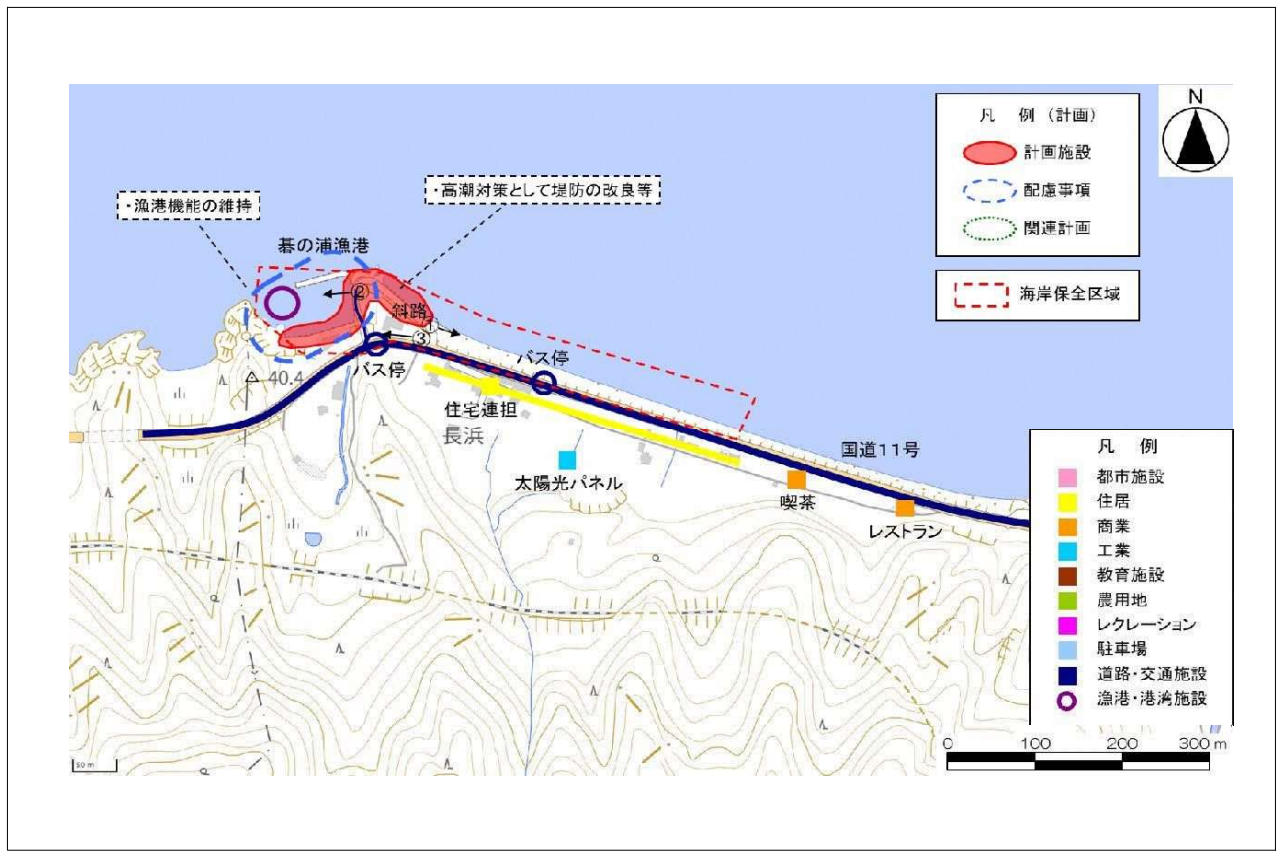 N
凡 例 (計画)
計画施設
配慮事項
関連計画
海岸保全区域
・高潮対策として堤防の改良等
・漁港機能の維持
碁の浦漁港
②
斜路
①
③
バス停
バス停
40.4
住宅連担
長浜
太陽光パネル
国道11号
喫茶
レストラン
凡 例
都市施設
住居
商業
工業
教育施設
農用地
レクレーション
駐車場
道路・交通施設
漁港・港湾施設
0 100 200 300 m
50 m